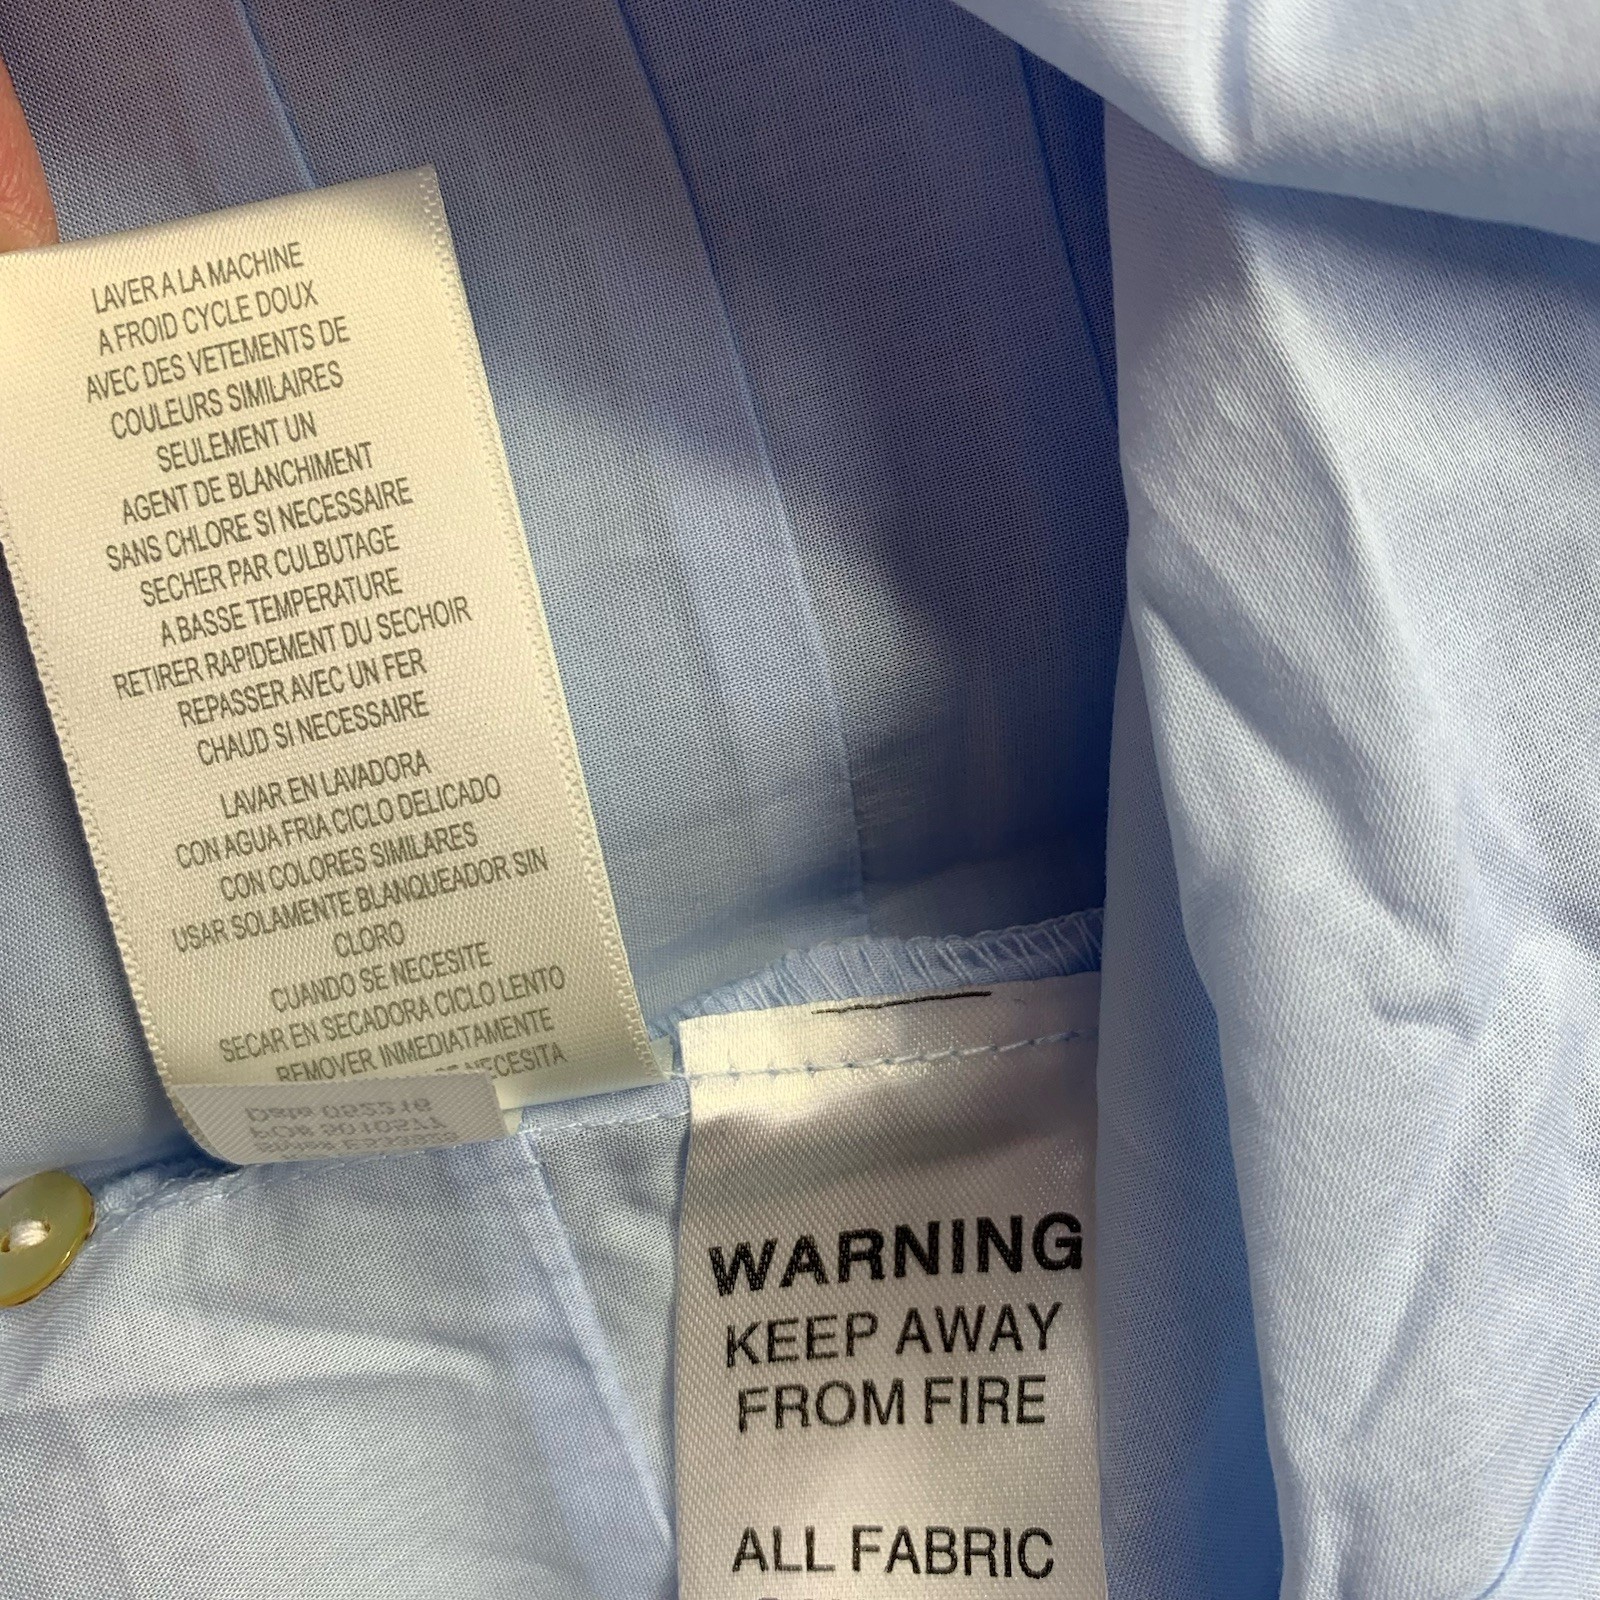 LAVER A LA MACHINE
A FROID CYCLE DOUX
AVEC DES VETEMENTS DE
COULEURS SIMILAIRES
SEULEMENT UN
AGENT DE BLANCHIMENT
SANS CHLORE SI NECESSAIRE
SECHER PAR CULBUTAGE
A BASSE TEMPERATURE
RETIRER RAPIDEMENT DU SECHOIR
REPASSER AVEC UN FER
CHAUD SI NECESSAIRE
LAVAR EN LAVADORA
CON AGUA FRIA CICLO DELICADO
CON COLORES SIMILARES
USAR SOLAMENTE BLANQUEADOR SIN
CLORO
CUANDO SE NECESITE
SECAR EN SECADORA CICLO LENTO
REMOVER INMEDIATAMENTE
NECESITA
WARNING
KEEP AWAY
FROM FIRE
ALL FABRIC